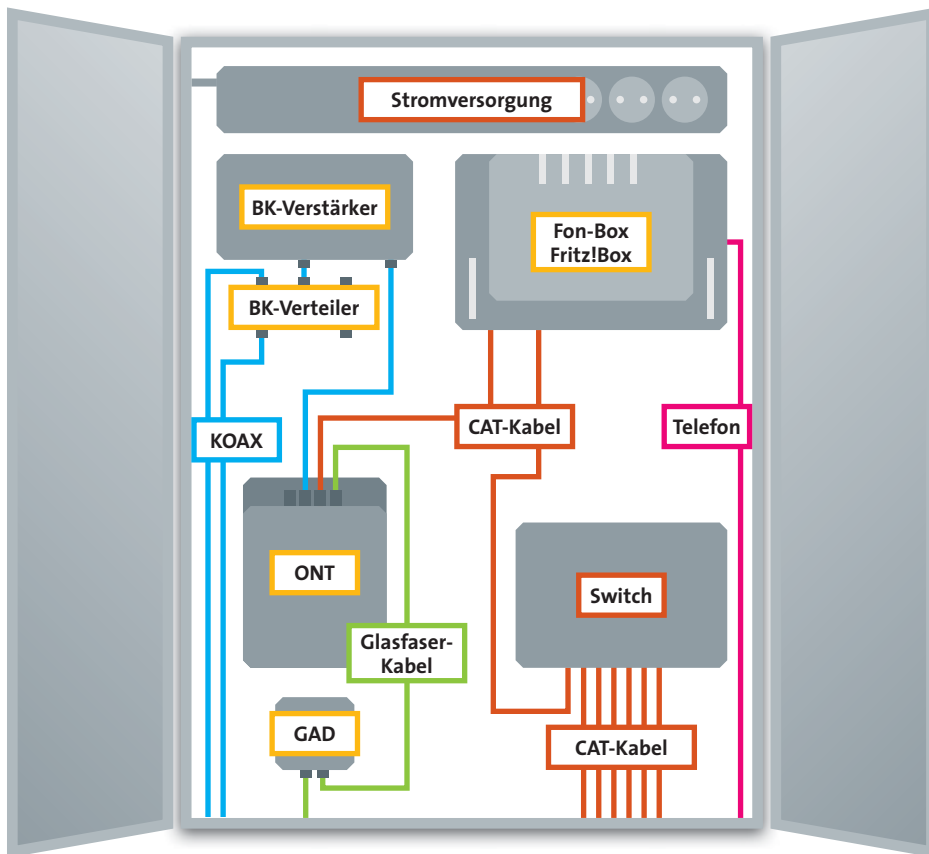 Stromversorgung
BK-Verstärker
Fon-Box
Fritz!Box
BK-Verteiler
KOAX
CAT-Kabel
Telefon
ONT
Switch
Glasfaser-
Kabel
GAD
CAT-Kabel